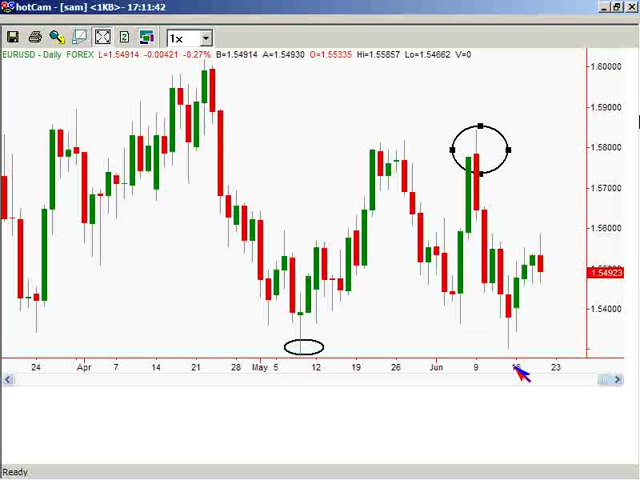 hotCam - [sam] <1KB>- 17:11:42
1x
EURUSD - Daily FOREX L=1.54914 -0.00421 -0.27% B=1.54914 A=1.54930 O=1.55335 Hi=1.55857 Lo=1.54662 V=0
1.60000
1.59000
1.58000
1.57000
1.56000
1.54923
1.54000
24 Apr 7 14 21 28 May 5 12 19 26 Jun 9 23
Ready